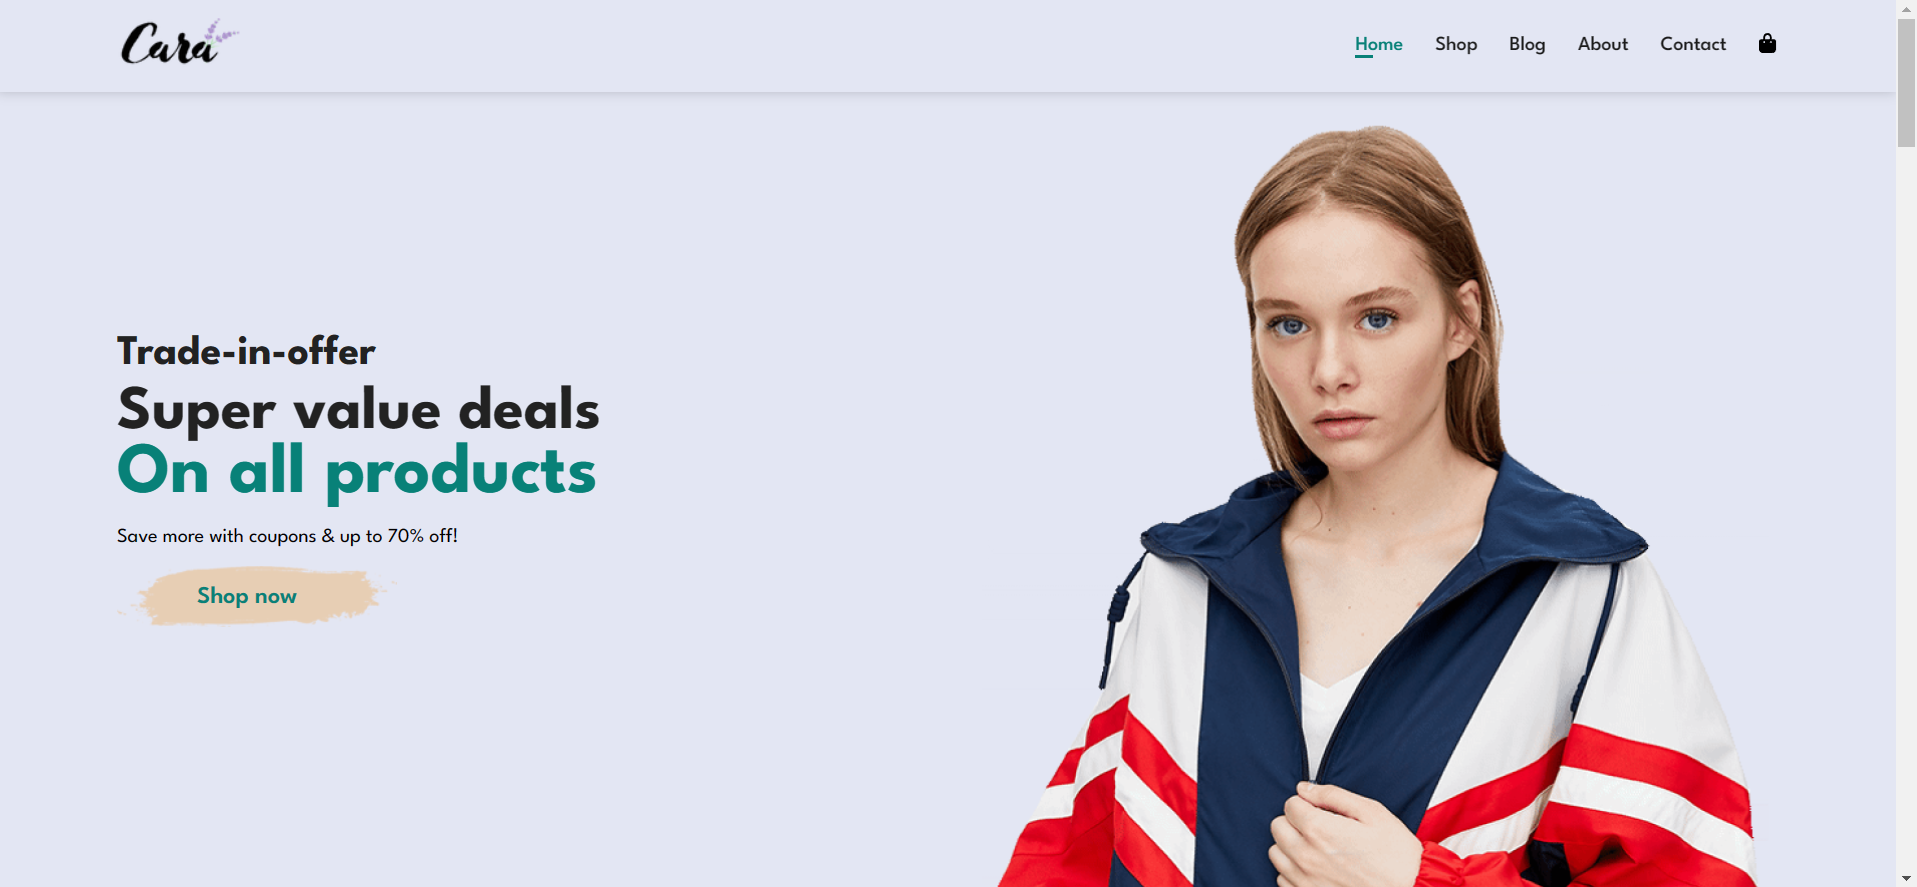 Cara
Home Shop Blog About Contact
Trade-in-offer
Super value deals
On all products
Save more with coupons & up to 70% off!
Shop now